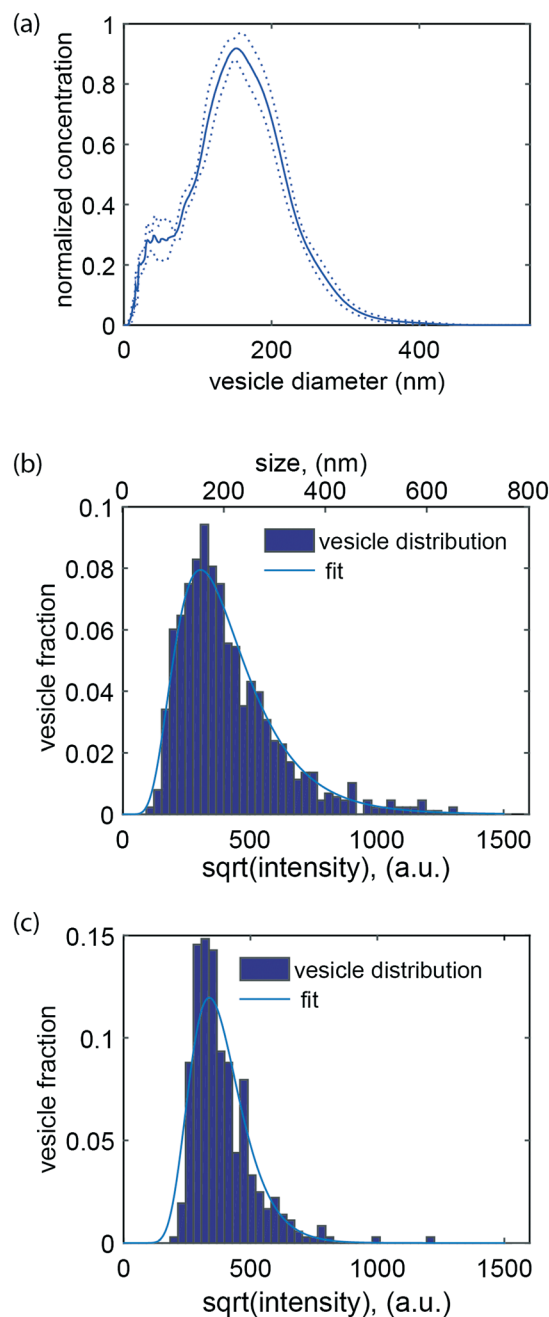 (a)
normalized concentration
1
0.8
0.6
0.4
0.2
0
0 200 400
vesicle diameter (nm)
(b)
size, (nm)
0 200 400 600 800
vesicle fraction
0.1
0.08
0.06
0.04
0.02
0
vesicle distribution
fit
0 500 1000 1500
sqrt(intensity), (a.u.)
(c)
vesicle fraction
0.15
0.1
0.05
0
vesicle distribution
fit
0 500 1000 1500
sqrt(intensity), (a.u.)